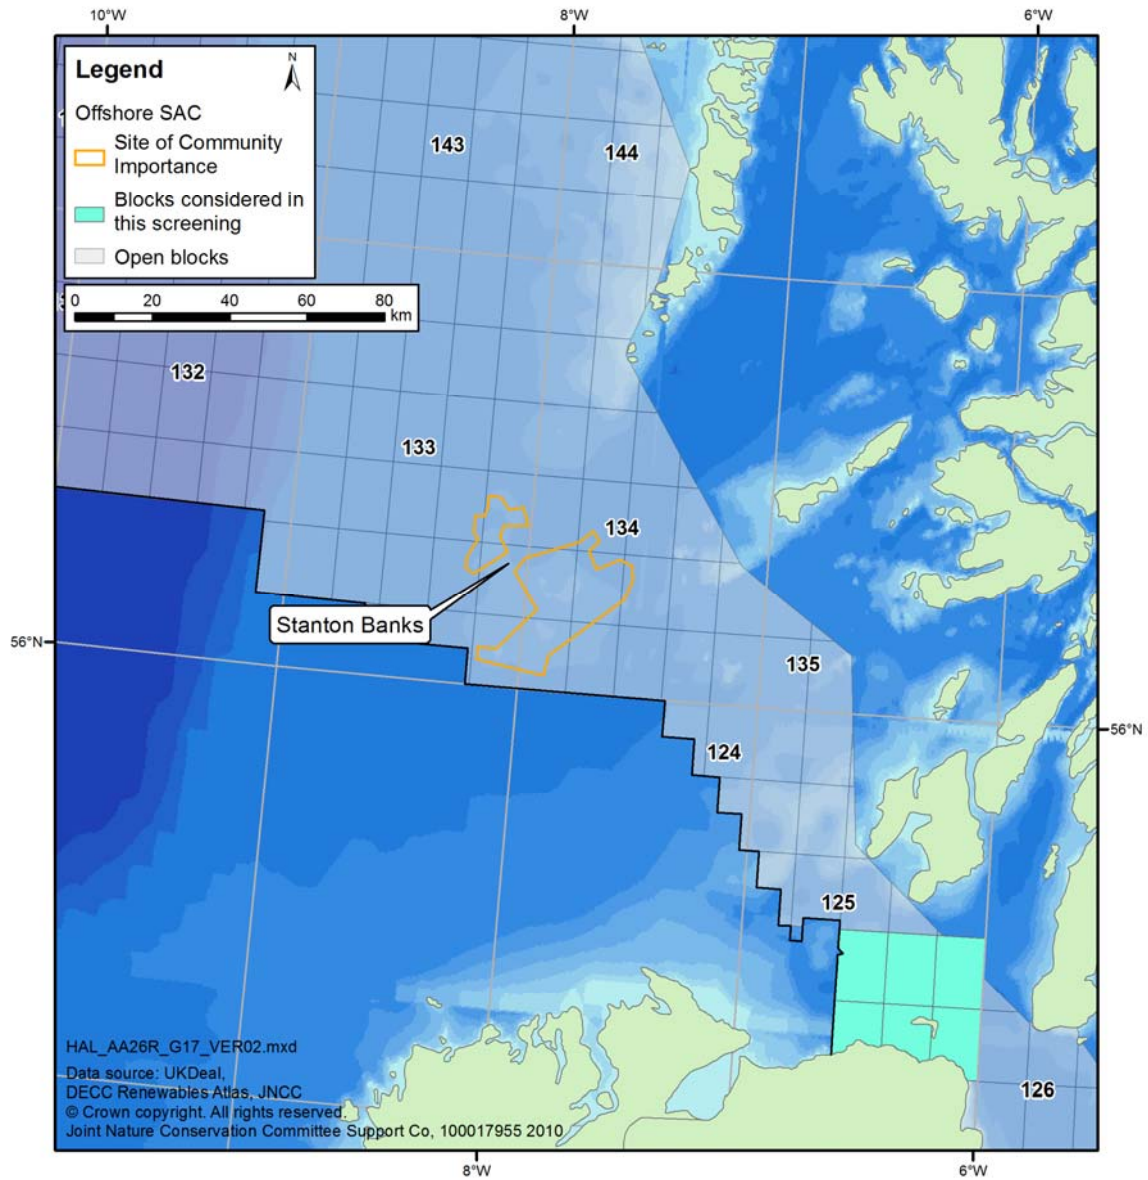 10°W
8°W
6°W
Legend
N
Offshore SAC
Site of Community
Importance
Blocks considered in
this screening
Open blocks
0
20
40
60
80
km
143
144
132
133
134
Stanton Banks
56°N
135
56°N
124
125
HAL_AA26R_G17_VER02.mxd
Data source: UKDeal,
DECC Renewables Atlas, JNCC
© Crown copyright. All rights reserved.
Joint Nature Conservation Committee Support Co, 100017955 2010
126
8°W
6°W